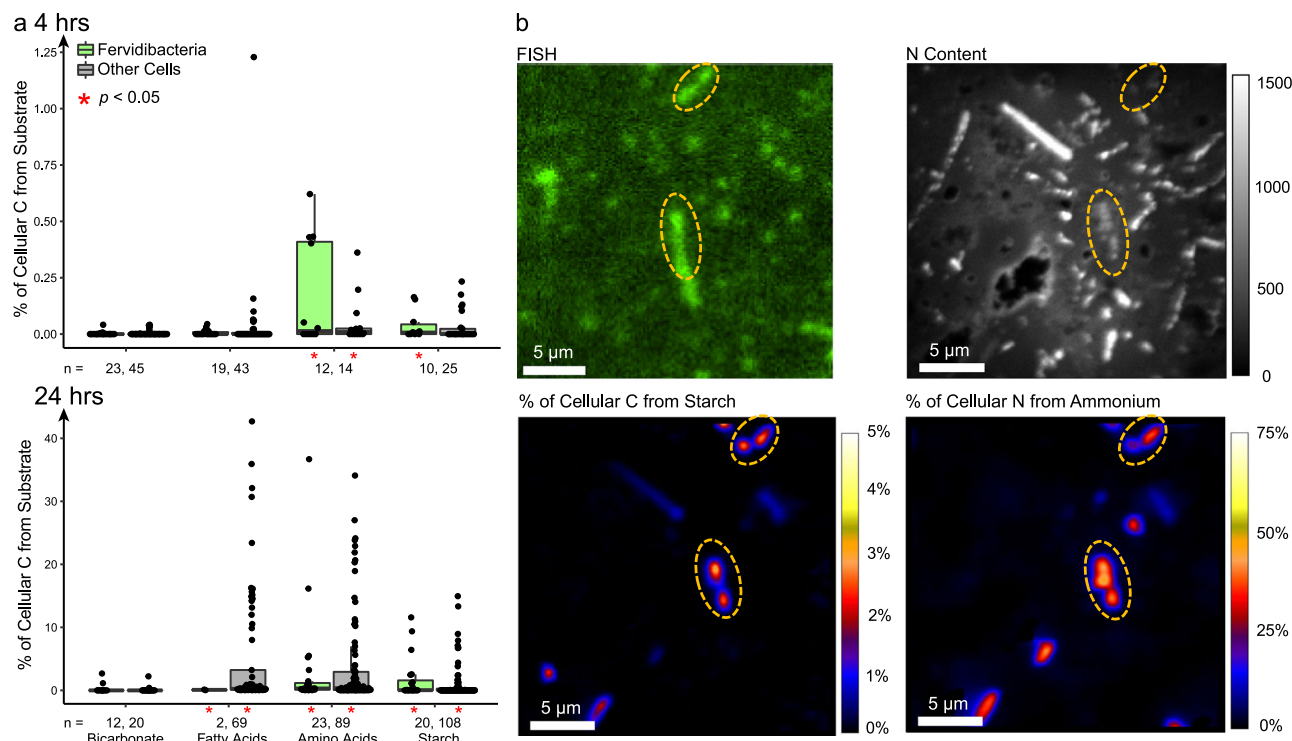 a 4 hrs
% of Cellular C from Substrate
1.25
1.00
0.75
0.50
0.25
0.00
Fervidibacteria
Other Cells
* p < 0.05
* * *
n = 23, 45 19, 43 12, 14 10, 25
24 hrs
% of Cellular C from Substrate
40
30
20
10
0
* * * * * *
n = 12, 20 2, 69 23, 89 20, 108
Bicarbonate Fatty Acids Amino Acids Starch
b
FISH
5 µm
N Content
5 µm
1500
1000
500
0
% of Cellular C from Starch
5 µm
5%
4%
3%
2%
1%
0%
% of Cellular N from Ammonium
5 µm
75%
50%
25%
0%